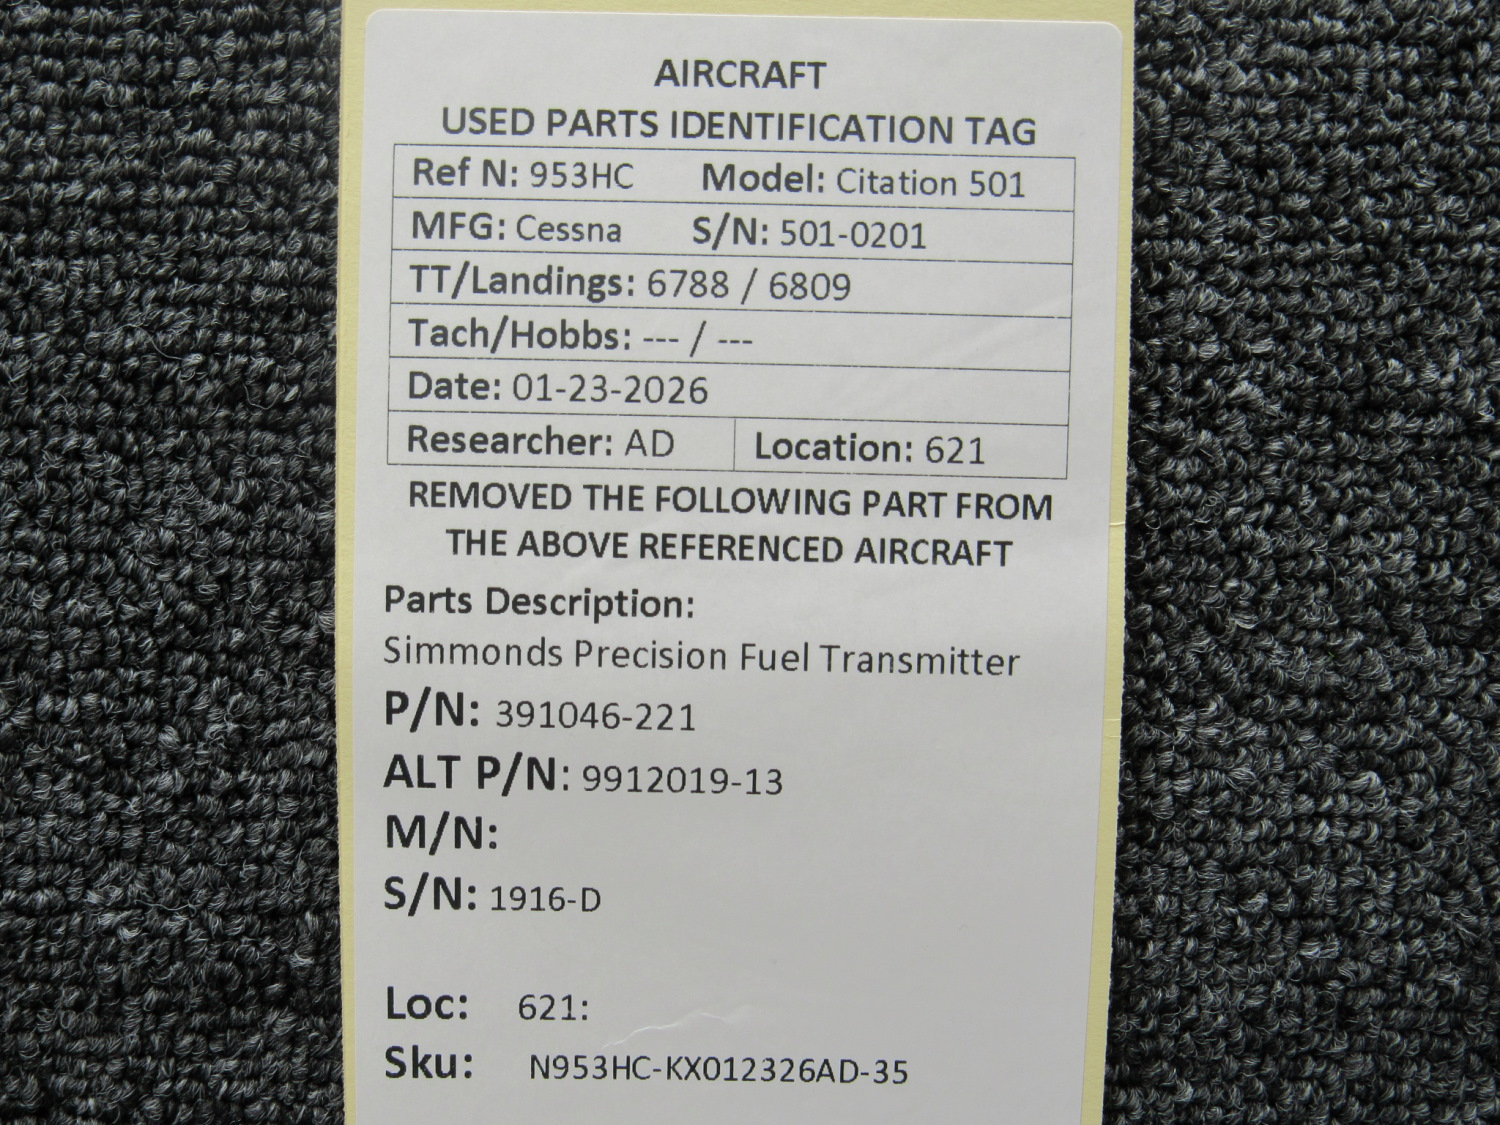 AIRCRAFT
USED PARTS IDENTIFICATION TAG
Ref N: 953HC Model: Citation 501
MFG: Cessna S/N: 501-0201
TT/Landings: 6788 / 6809
Tach/Hobbs: --- / ---
Date: 01-23-2026
Researcher: AD Location: 621
REMOVED THE FOLLOWING PART FROM
THE ABOVE REFERENCED AIRCRAFT
Parts Description:
Simmonds Precision Fuel Transmitter
P/N: 391046-221
ALT P/N: 9912019-13
M/N:
S/N: 1916-D
Loc: 621:
Sku: N953HC-KX012326AD-35